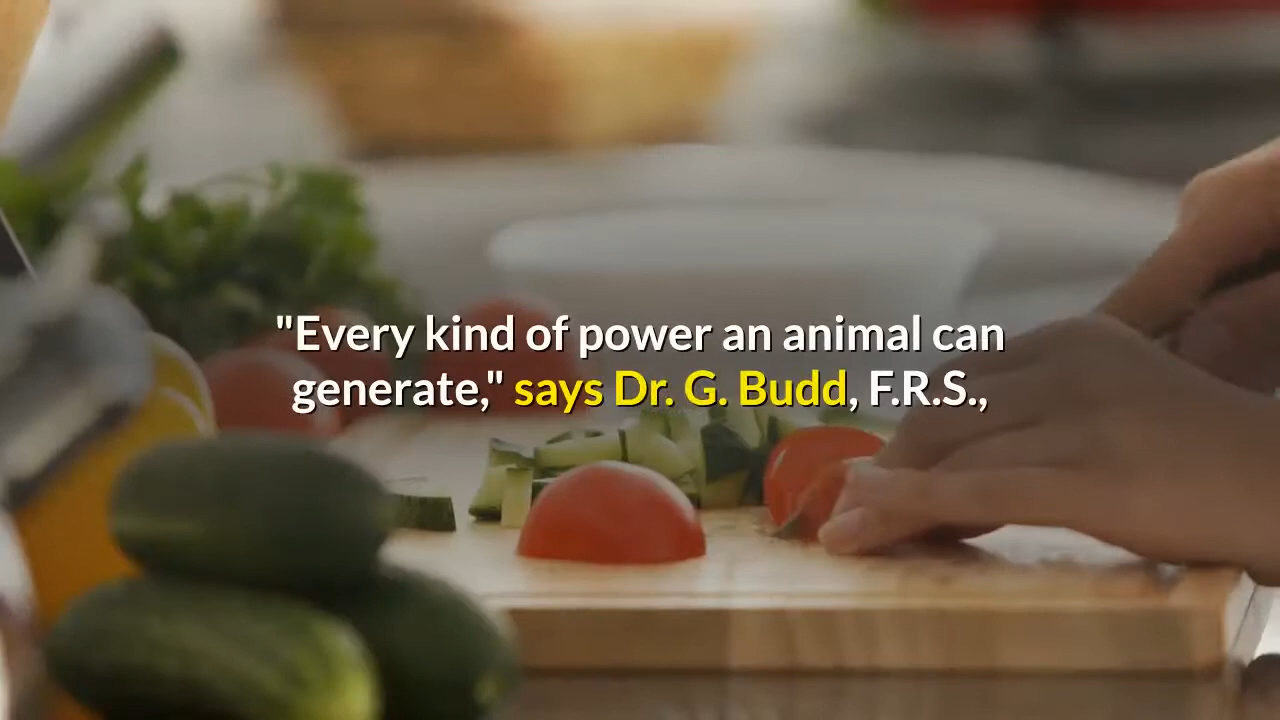 "Every kind of power an animal can
generate," says Dr. G. Budd, F.R.S.,